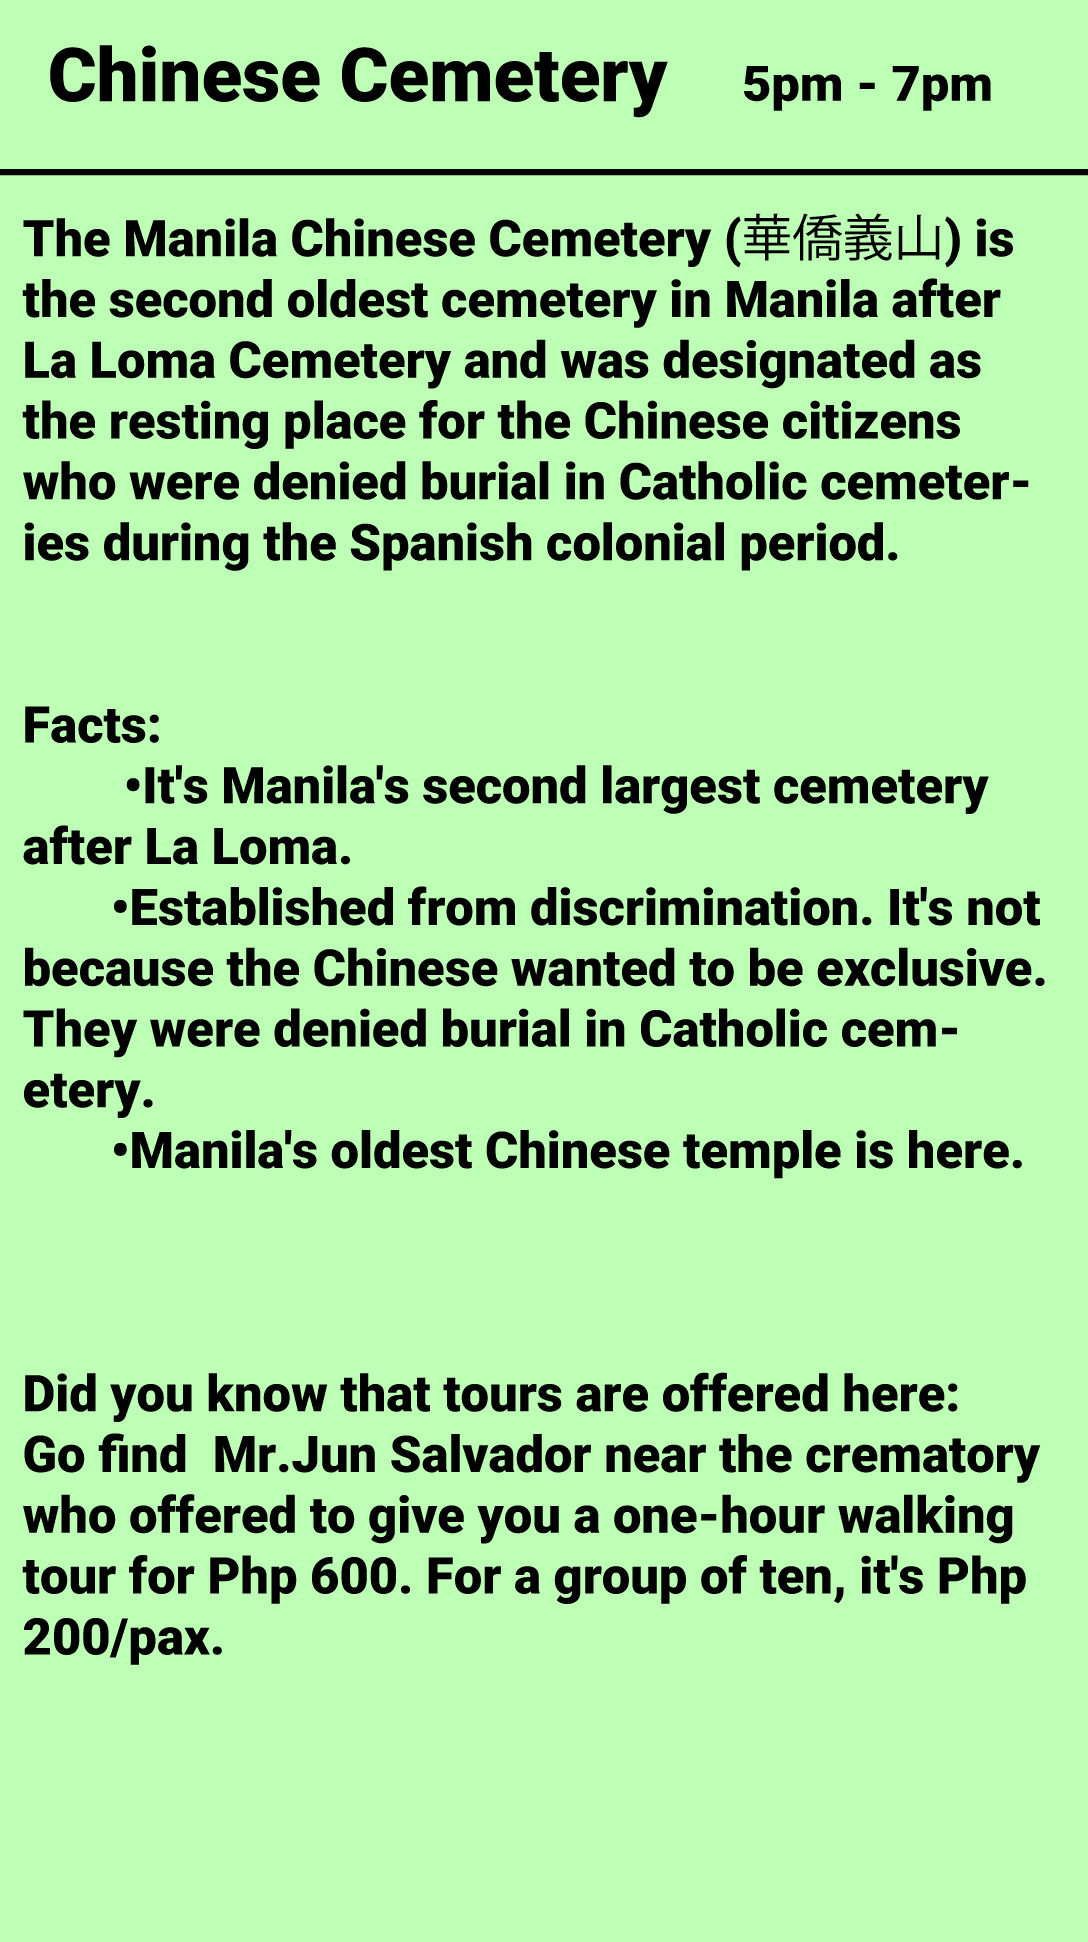 Chinese Cemetery 5pm - 7pm
The Manila Chinese Cemetery (華僑義山) is
the second oldest cemetery in Manila after
La Loma Cemetery and was designated as
the resting place for the Chinese citizens
who were denied burial in Catholic cemeter-
ies during the Spanish colonial period.
Facts:
•It's Manila's second largest cemetery
after La Loma.
•Established from discrimination. It's not
because the Chinese wanted to be exclusive.
They were denied burial in Catholic cem-
etery.
•Manila's oldest Chinese temple is here.
Did you know that tours are offered here:
Go find  Mr.Jun Salvador near the crematory
who offered to give you a one-hour walking
tour for Php 600. For a group of ten, it's Php
200/pax.